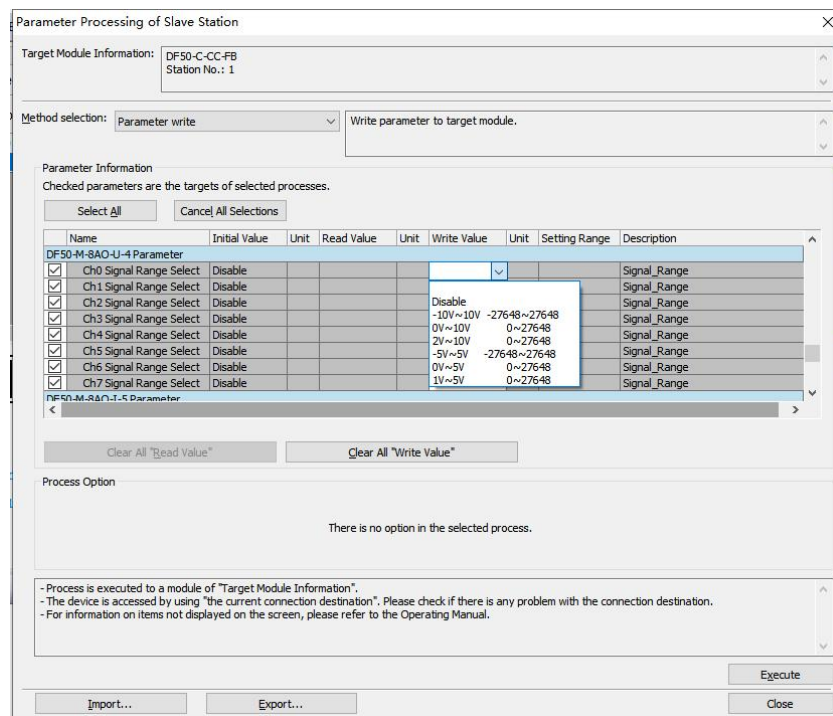 Parameter Processing of Slave Station
Target Module Information:
DF50-C-CC-FB
Station No.: 1
Method selection:
Parameter write
Write parameter to target module.
Parameter Information
Checked parameters are the targets of selected processes.
Select All
Cancel All Selections
Name Initial Value Unit Read Value Unit Write Value Unit Setting Range Description
DF50-M-8AO-U-4 Parameter
Ch0 Signal Range Select Disable Signal_Range
Ch1 Signal Range Select Disable Signal_Range
Ch2 Signal Range Select Disable Signal_Range
Ch3 Signal Range Select Disable Signal_Range
Ch4 Signal Range Select Disable Signal_Range
Ch5 Signal Range Select Disable Signal_Range
Ch6 Signal Range Select Disable Signal_Range
Ch7 Signal Range Select Disable Signal_Range
DF50-M-8AO-I-5 Parameter
Disable
-10V~10V -27648~27648
0V~10V 0~27648
2V~10V 0~27648
-5V~5V -27648~27648
0V~5V 0~27648
1V~5V 0~27648
Clear All "Read Value"
Clear All "Write Value"
Process Option
There is no option in the selected process.
- Process is executed to a module of "Target Module Information".
- The device is accessed by using "the current connection destination". Please check if there is any problem with the connection destination.
- For information on items not displayed on the screen, please refer to the Operating Manual.
Execute
Import...
Export...
Close